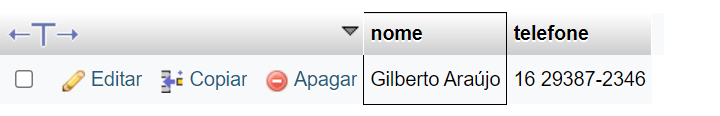 nome telefone
Editar Copiar Apagar Gilberto Araújo 16 29387-2346